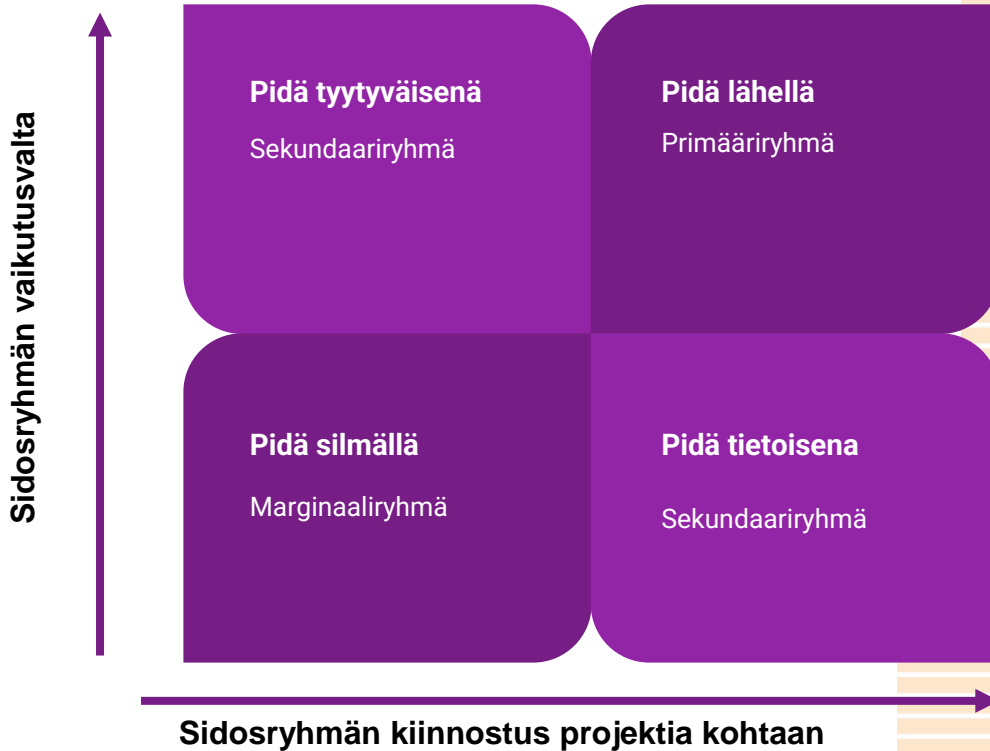 Sidosryhmän vaikutusvalta
Pidä tyytyväisenä
Sekundaariryhmä
Pidä lähellä
Primääriryhmä
Pidä silmällä
Marginaaliryhmä
Pidä tietoisena
Sekundaariryhmä
Sidosryhmän kiinnostus projektia kohtaan